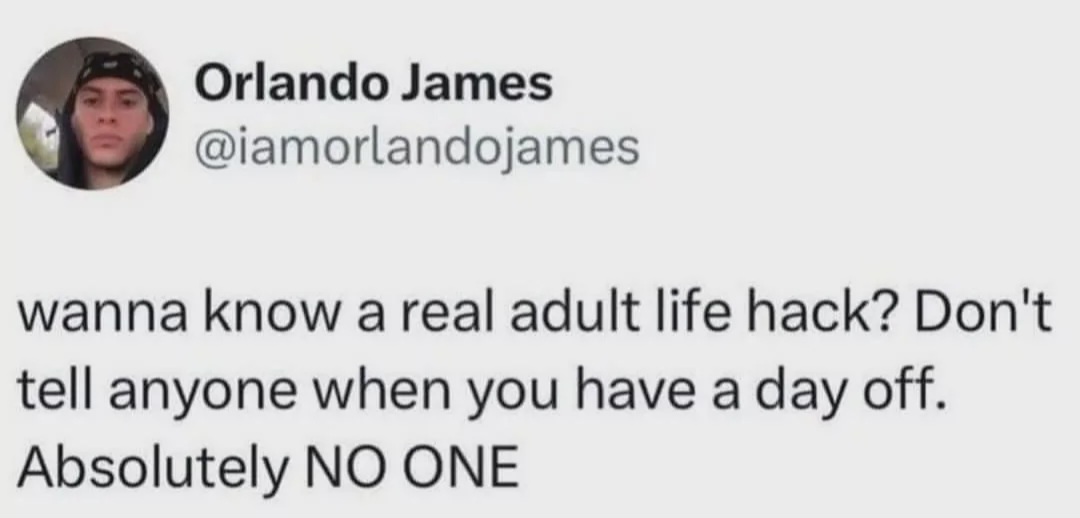 Orlando James
@iamorlandojames
wanna know a real adult life hack? Don't
tell anyone when you have a day off.
Absolutely NO ONE